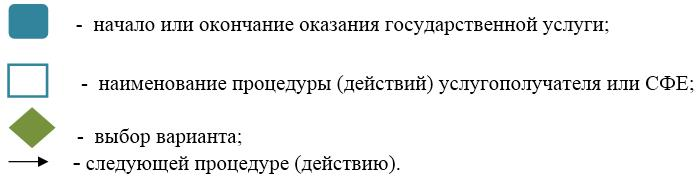 - начало или окончание оказания государственной услуги;
- наименование процедуры (действий) услугополучателя или СФЕ;
- выбор варианта;
- следующей процедуре (действию).